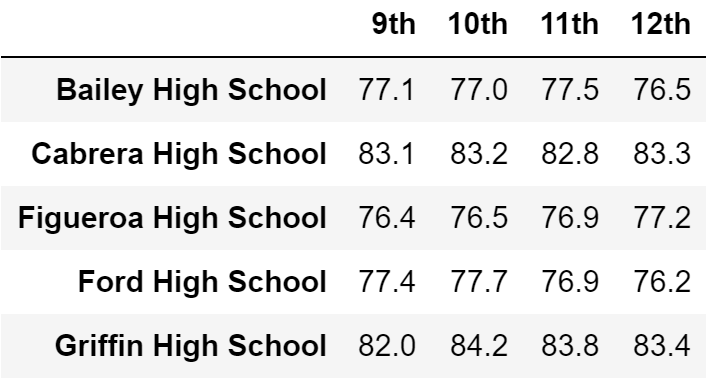 9th 10th 11th 12th
Bailey High School 77.1 77.0 77.5 76.5
Cabrera High School 83.1 83.2 82.8 83.3
Figueroa High School 76.4 76.5 76.9 77.2
Ford High School 77.4 77.7 76.9 76.2
Griffin High School 82.0 84.2 83.8 83.4